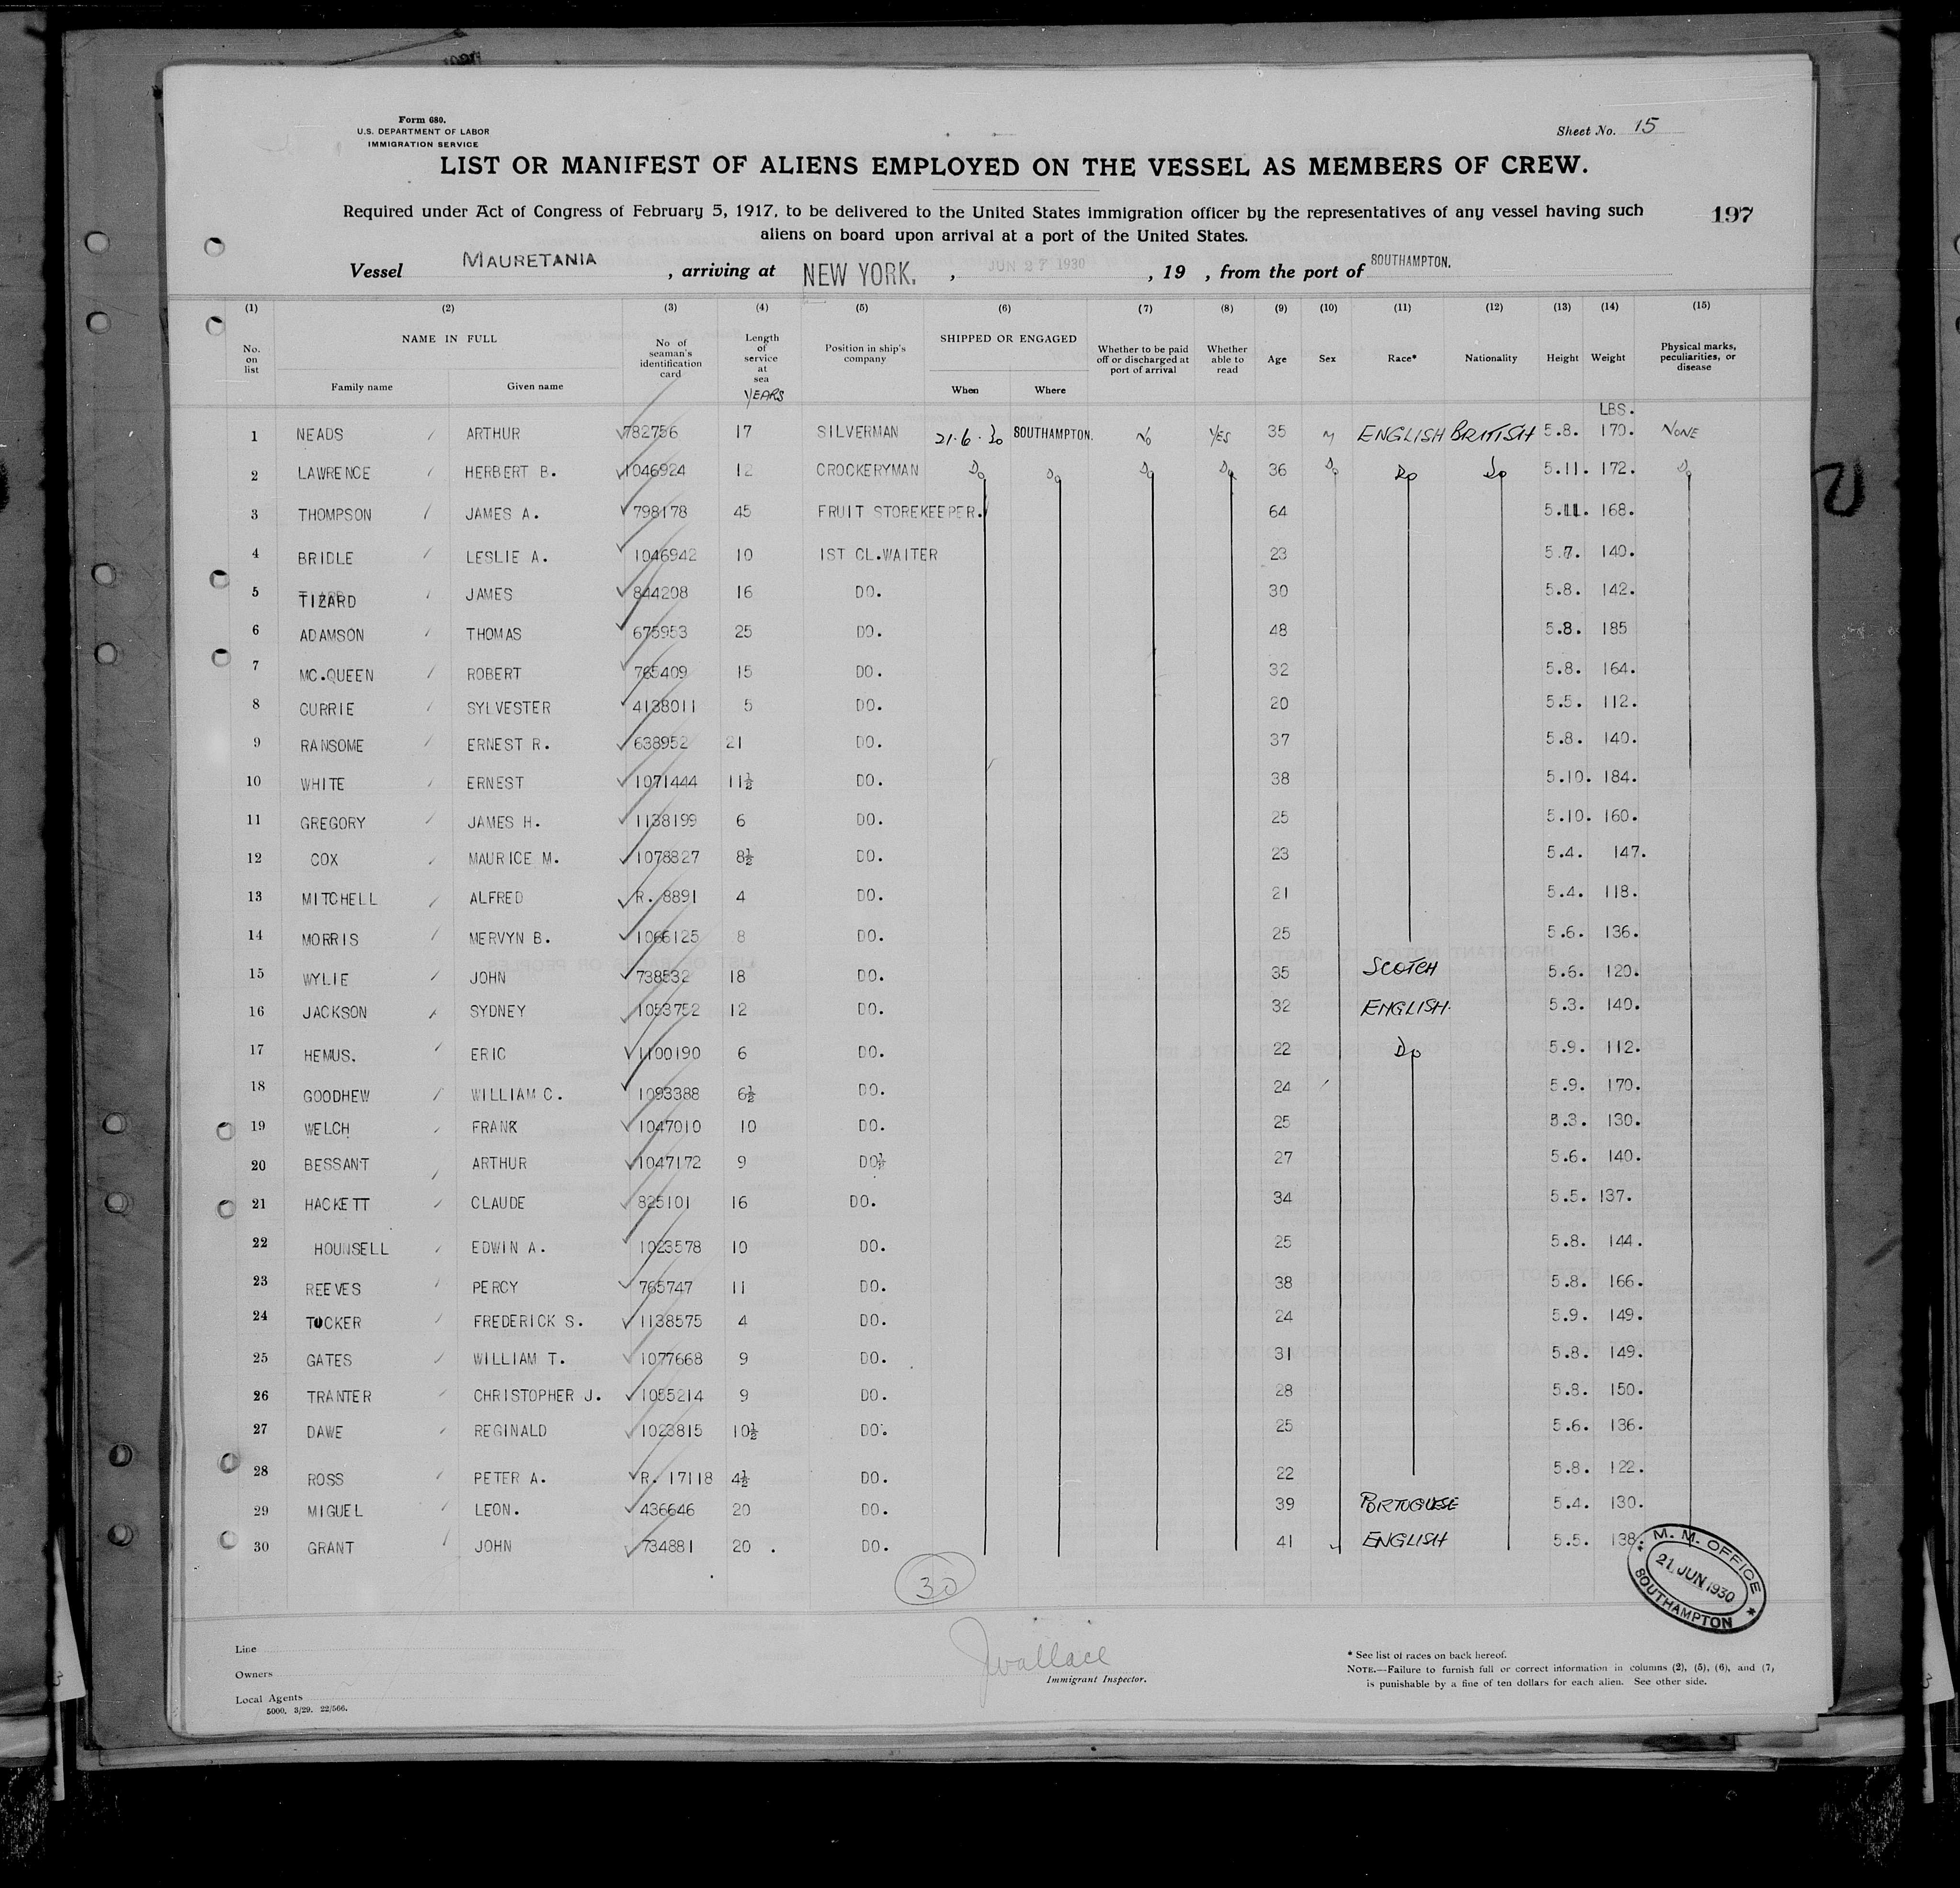 Form 680.
U.S. DEPARTMENT OF LABOR
IMMIGRATION SERVICE
Sheet No. 15
LIST OR MANIFEST OF ALIENS EMPLOYED ON THE VESSEL AS MEMBERS OF CREW.
Required under Act of Congress of February 5, 1917, to be delivered to the United States immigration officer by the representatives of any vessel having such
aliens on board upon arrival at a port of the United States.
197
Vessel MAURETANIA , arriving at NEW YORK. , JUN 27 1930 , 19 , from the port of SOUTHAMPTON.
(1) (2) (3) (4) (5) (6) (7) (8) (9) (10) (11) (12) (13) (14) (15)
No. on list NAME IN FULL Family name Given name No of seaman's identification card Length of service at sea YEARS Position in ship's company SHIPPED OR ENGAGED When Where Whether to be paid off or discharged at port of arrival Whether able to read Age Sex Race* Nationality Height Weight Physical marks, peculiarities, or disease
LBS.
1 NEADS ARTHUR 782756 17 SILVERMAN 21.6.30 SOUTHAMPTON. No YES 35 M ENGLISH BRITISH 5.8. 170. NONE
2 LAWRENCE HERBERT B. 1046924 12 CROCKERYMAN Do Do Do Do 36 Do Do Do 5.11. 172. Do
3 THOMPSON JAMES A. 798178 45 FRUIT STOREKEEPER. 64 5.11. 168.
4 BRIDLE LESLIE A. 1046942 10 1ST CL.WAITER 23 5.7. 140.
5 TIZARD JAMES 844208 16 DO. 30 5.8. 142.
6 ADAMSON THOMAS 675953 25 DO. 48 5.8. 185
7 MC.QUEEN ROBERT 765409 15 DO. 32 5.8. 164.
8 CURRIE SYLVESTER 4138011 5 DO. 20 5.5. 112.
9 RANSOME ERNEST R. 638952 21 DO. 37 5.8. 140.
10 WHITE ERNEST 1071444 11½ DO. 38 5.10. 184.
11 GREGORY JAMES H. 1138199 6 DO. 25 5.10. 160.
12 COX MAURICE M. 1078827 8½ DO. 23 5.4. 147.
13 MITCHELL ALFRED R. 8891 4 DO. 21 5.4. 118.
14 MORRIS MERVYN B. 1066125 8 DO. 25 5.6. 136.
15 WYLIE JOHN 738532 18 DO. 35 SCOTCH 5.6. 120.
16 JACKSON SYDNEY 1053752 12 DO. 32 ENGLISH. 5.3. 140.
17 HEMUS. ERIC 1100190 6 DO. 22 Do 5.9. 112.
18 GOODHEW WILLIAM C. 1093388 6½ DO. 24 5.9. 170.
19 WELCH FRANK 1047010 10 DO. 25 5.3. 130.
20 BESSANT ARTHUR 1047172 9 DO½ 27 5.6. 140.
21 HACKETT CLAUDE 825101 16 DO. 34 5.5. 137.
22 HOUNSELL EDWIN A. 1023578 10 DO. 25 5.8. 144.
23 REEVES PERCY 765747 11 DO. 38 5.8. 166.
24 TUCKER FREDERICK S. 1138575 4 DO. 24 5.9. 149.
25 GATES WILLIAM T. 1077668 9 DO. 31 5.8. 149.
26 TRANTER CHRISTOPHER J. 1055214 9 DO. 28 5.8. 150.
27 DAWE REGINALD 1023815 10½ DO. 25 5.6. 136.
28 ROSS PETER A. R. 17118 4½ DO. 22 5.8. 122.
29 MIGUEL LEON. 436646 20 DO. 39 PORTUGUESE 5.4. 130.
30 GRANT JOHN 734881 20 . DO. 41 ENGLISH 5.5. 138.
30
M. M. OFFICE
21 JUN 1930
SOUTHAMPTON
Line
Owners
Local Agents
5000. 3/29. 22/566.
JWallace
Immigrant Inspector.
* See list of races on back hereof.
NOTE.—Failure to furnish full or correct information in columns (2), (5), (6), and (7,
is punishable by a fine of ten dollars for each alien. See other side.